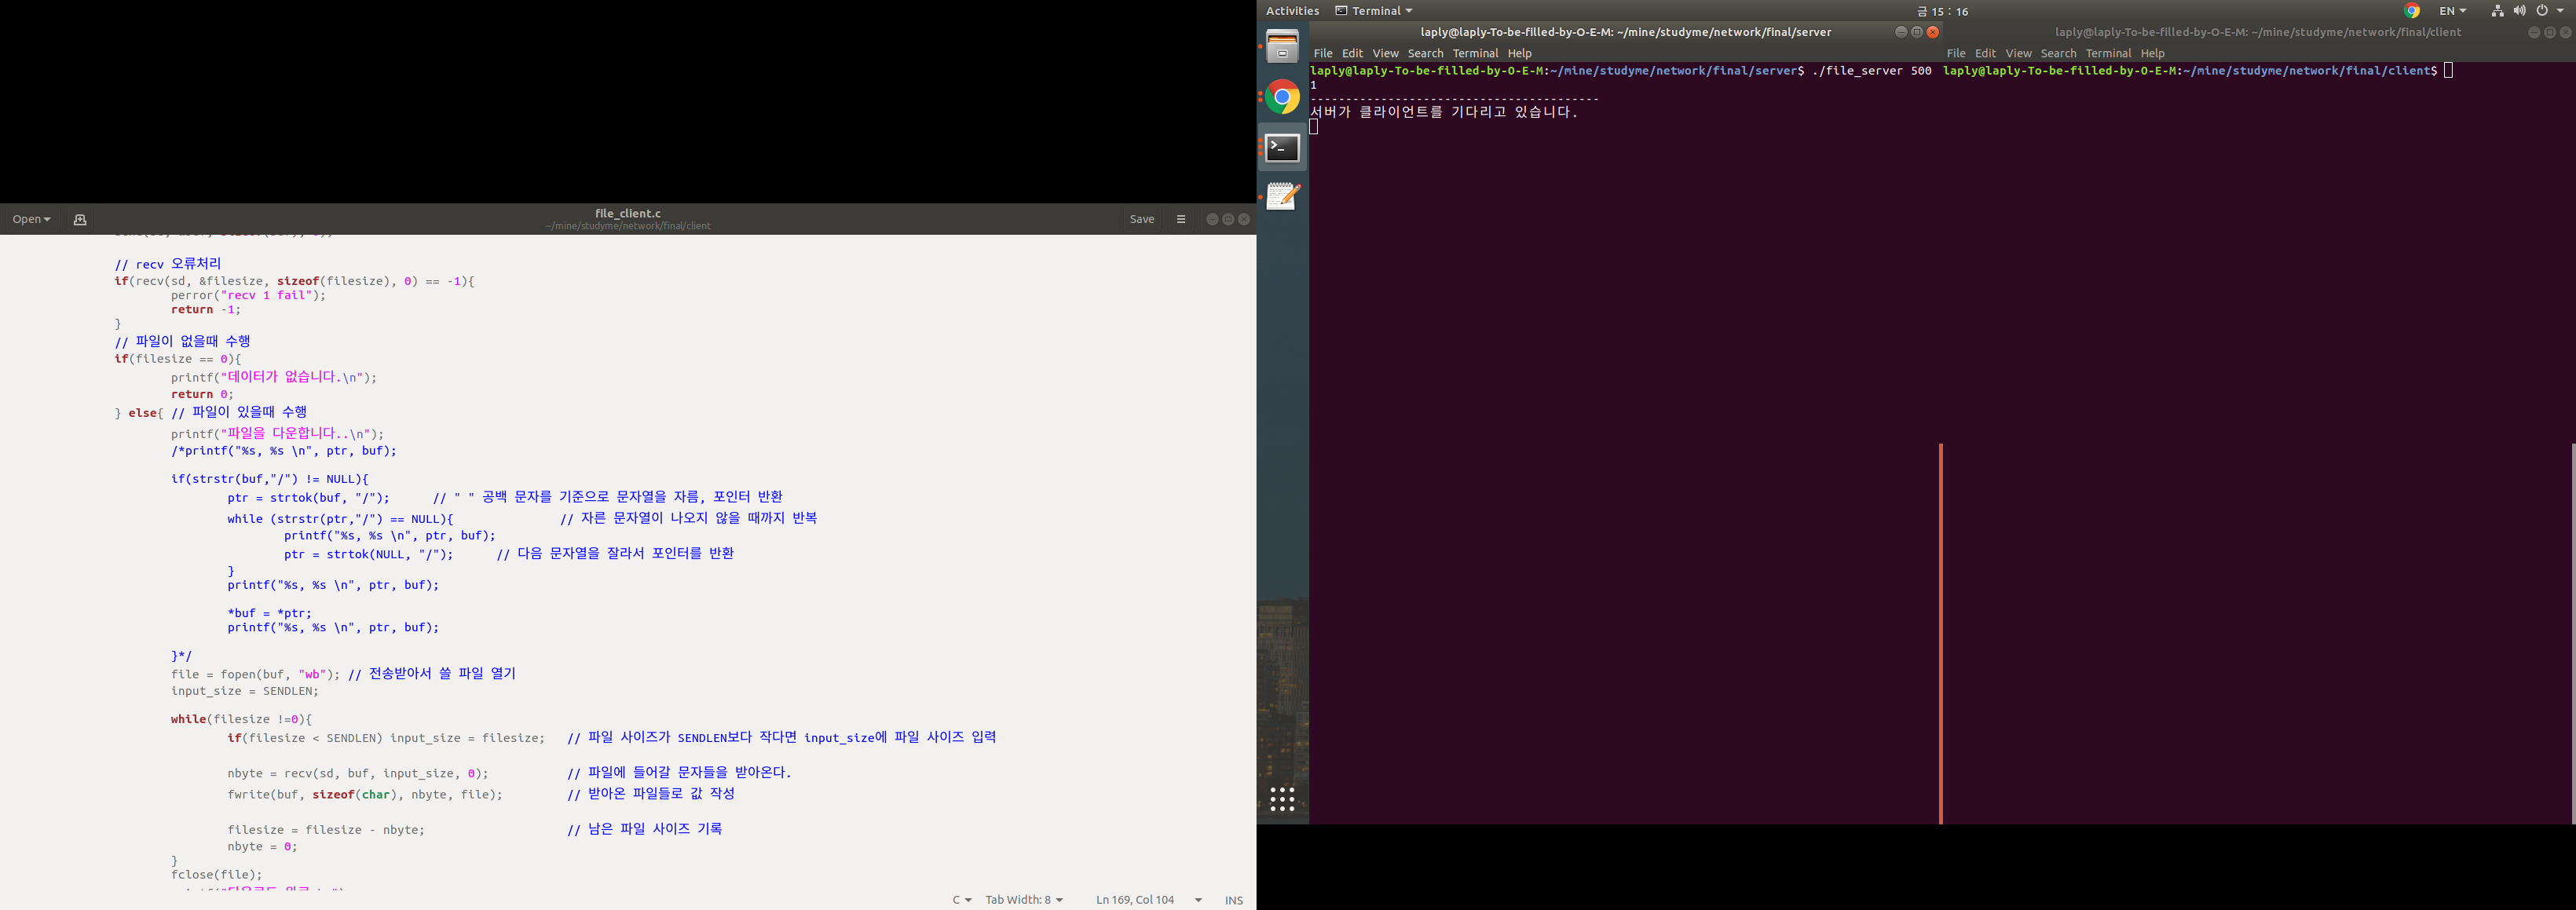 Activities Terminal 금 15 : 16 EN
laply@laply-To-be-filled-by-O-E-M: ~/mine/studyme/network/final/server
File Edit View Search Terminal Help
laply@laply-To-be-filled-by-O-E-M:~/mine/studyme/network/final/server$ ./file_server 500
1
-----------------------------------------
서버가 클라이언트를 기다리고 있습니다.
laply@laply-To-be-filled-by-O-E-M: ~/mine/studyme/network/final/client
File Edit View Search Terminal Help
laply@laply-To-be-filled-by-O-E-M:~/mine/studyme/network/final/client$
Open
file_client.c
~/mine/studyme/network/final/client
Save
// recv 오류처리
if(recv(sd, &filesize, sizeof(filesize), 0) == -1){
perror("recv 1 fail");
return -1;
}
// 파일이 없을때 수행
if(filesize == 0){
printf("데이터가 없습니다.\n");
return 0;
} else{ // 파일이 있을때 수행
printf("파일을 다운합니다..\n");
/*printf("%s, %s \n", ptr, buf);
if(strstr(buf,"/") != NULL){
ptr = strtok(buf, "/"); // " " 공백 문자를 기준으로 문자열을 자름, 포인터 반환
while (strstr(ptr,"/") == NULL){ // 자른 문자열이 나오지 않을 때까지 반복
printf("%s, %s \n", ptr, buf);
ptr = strtok(NULL, "/"); // 다음 문자열을 잘라서 포인터를 반환
}
printf("%s, %s \n", ptr, buf);
*buf = *ptr;
printf("%s, %s \n", ptr, buf);
}*/
file = fopen(buf, "wb"); // 전송받아서 쓸 파일 열기
input_size = SENDLEN;
while(filesize !=0){
if(filesize < SENDLEN) input_size = filesize; // 파일 사이즈가 SENDLEN보다 작다면 input_size에 파일 사이즈 입력
nbyte = recv(sd, buf, input_size, 0); // 파일에 들어갈 문자들을 받아온다.
fwrite(buf, sizeof(char), nbyte, file); // 받아온 파일들로 값 작성
filesize = filesize - nbyte; // 남은 파일 사이즈 기록
nbyte = 0;
}
fclose(file);
C Tab Width: 8 Ln 169, Col 104 INS